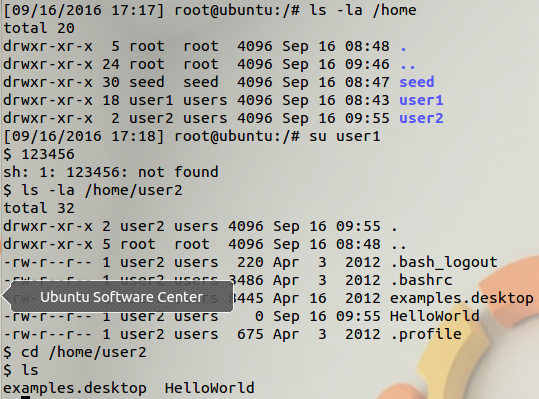 [09/16/2016 17:17] root@ubuntu:/# ls -la /home
total 20
drwxr-xr-x  5 root  root  4096 Sep 16 08:48 .
drwxr-xr-x 24 root  root  4096 Sep 16 09:46 ..
drwxr-xr-x 30 seed  seed  4096 Sep 16 08:47 seed
drwxr-xr-x 18 user1 users 4096 Sep 16 08:43 user1
drwxr-xr-x  2 user2 users 4096 Sep 16 09:55 user2
[09/16/2016 17:18] root@ubuntu:/# su user1
$ 123456
sh: 1: 123456: not found
$ ls -la /home/user2
total 32
drwxr-xr-x 2 user2 users 4096 Sep 16 09:55 .
drwxr-xr-x 5 root  root  4096 Sep 16 08:48 ..
-rw-r--r-- 1 user2 users  220 Apr  3  2012 .bash_logout
-rw-r--r-- 1 user2 users 3486 Apr  3  2012 .bashrc
Ubuntu Software Center 8445 Apr 16  2012 examples.desktop
-rw-r--r-- 1 user2 users    0 Sep 16 09:55 HelloWorld
-rw-r--r-- 1 user2 users  675 Apr  3  2012 .profile
$ cd /home/user2
$ ls
examples.desktop  HelloWorld